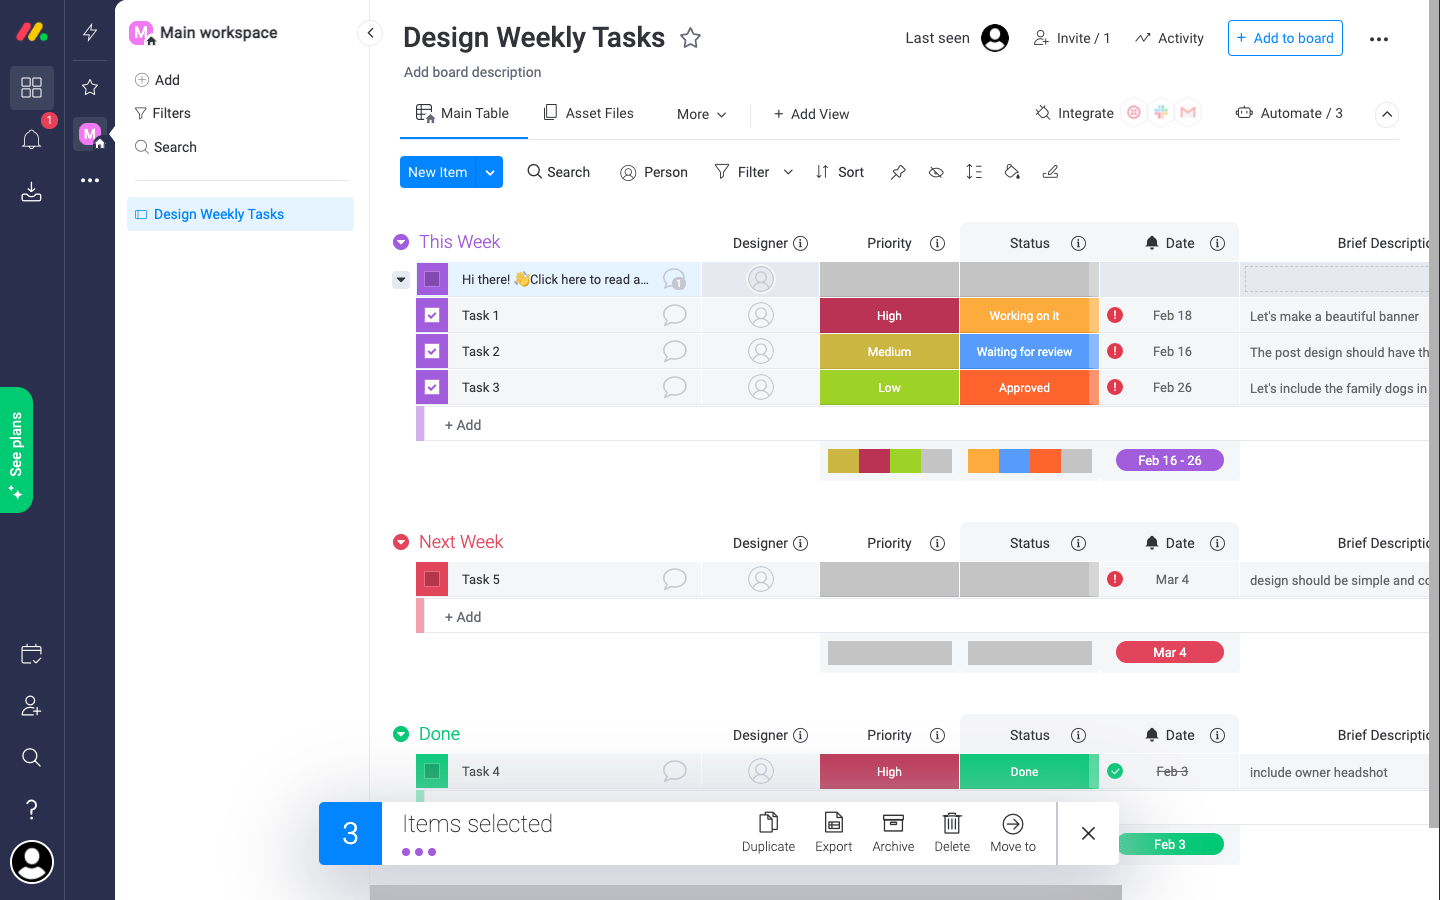 M Main workspace
Add
Filters
Search
Design Weekly Tasks
1
M
See plans
Design Weekly Tasks
Add board description
Last seen
Invite / 1
Activity
+ Add to board
Main Table
Asset Files
More
+ Add View
Integrate
Automate / 3
New Item
Search
Person
Filter
Sort
This Week Designer Priority Status Date Brief Descriptio
Hi there! 👋Click here to read a... 1
Task 1 High Working on it Feb 18 Let's make a beautiful banner
Task 2 Medium Waiting for review Feb 16 The post design should have th
Task 3 Low Approved Feb 26 Let's include the family dogs in
+ Add
Feb 16 - 26
Next Week Designer Priority Status Date Brief Descriptio
Task 5 Mar 4 design should be simple and co
+ Add
Mar 4
Done Designer Priority Status Date Brief Descriptio
Task 4 High Done Feb 3 include owner headshot
3 Items selected
Duplicate Export Archive Delete Move to
Feb 3